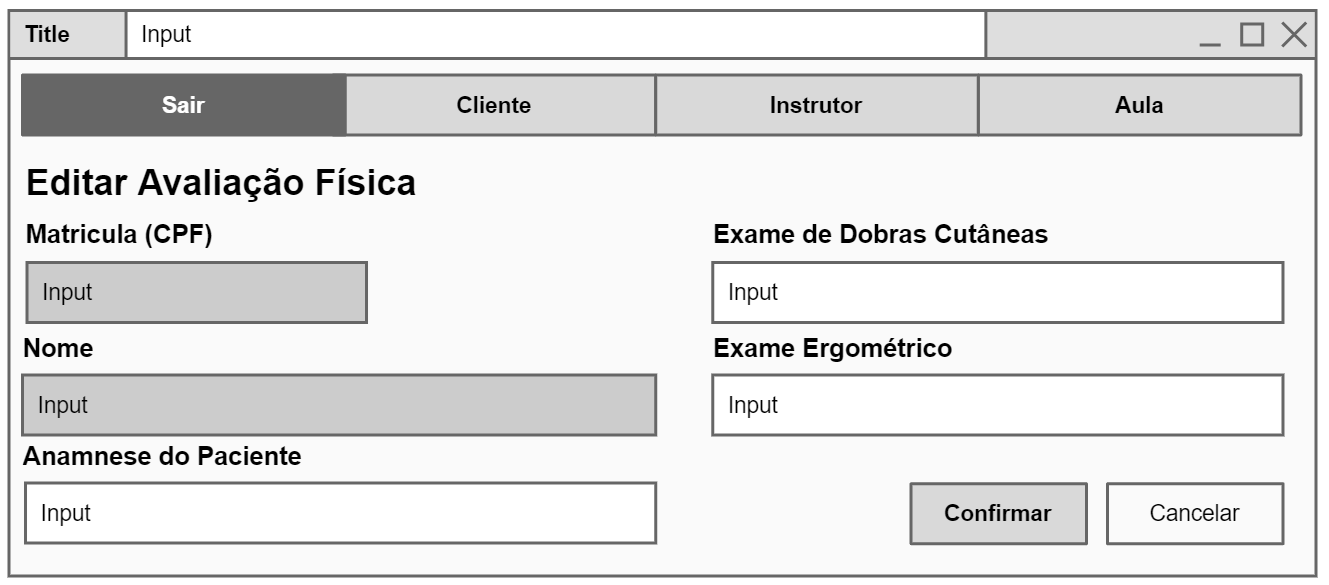 Title Input
Sair Cliente Instrutor Aula
Editar Avaliação Física
Matricula (CPF)
Input
Nome
Input
Anamnese do Paciente
Input
Exame de Dobras Cutâneas
Input
Exame Ergométrico
Input
Confirmar Cancelar